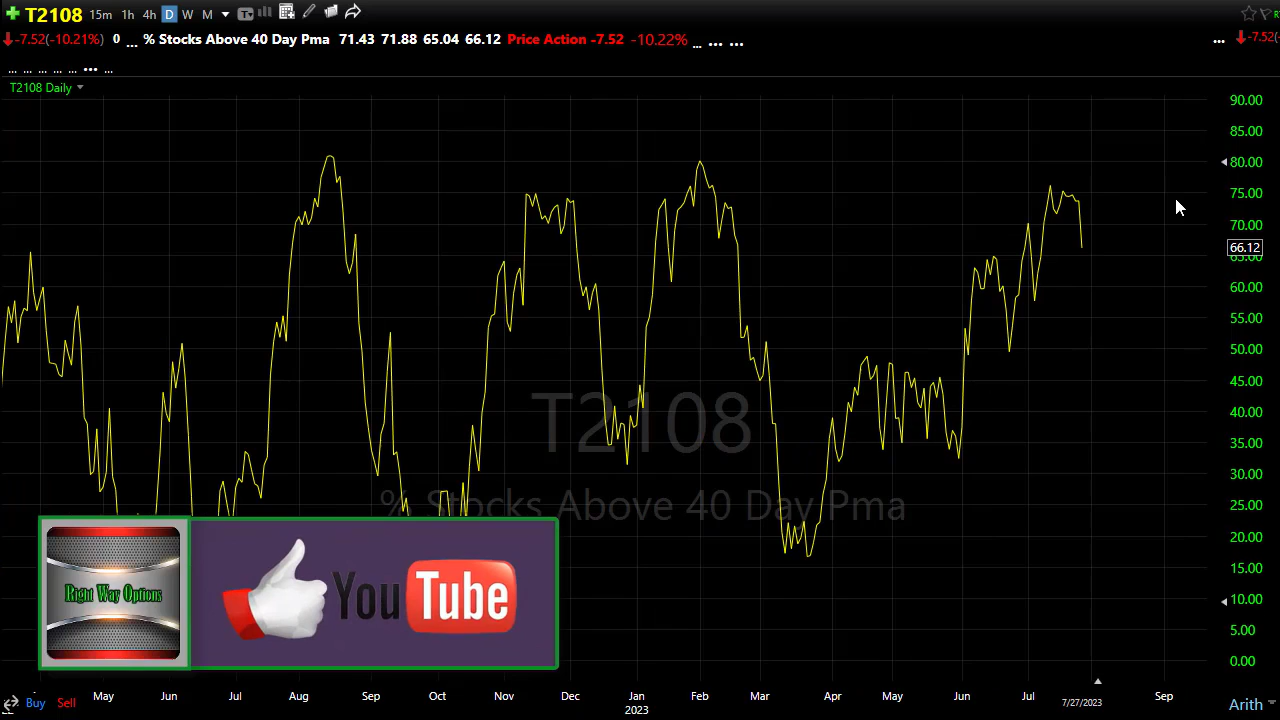 T2108 15m 1h 4h D W M
-7.52(-10.21%) 0 ... % Stocks Above 40 Day Pma 71.43 71.88 65.04 66.12 Price Action -7.52 -10.22% ... ... ... ... -7.52(
... ... ... ... ... ... ...
T2108 Daily
90.00
85.00
80.00
75.00
70.00
66.12
65.00
60.00
55.00
50.00
45.00
40.00
35.00
30.00
25.00
20.00
15.00
10.00
5.00
0.00
T2108
% Stocks Above 40 Day Pma
Right Way Options
YouTube
May Jun Jul Aug Sep Oct Nov Dec Jan Feb Mar Apr May Jun Jul Sep
2023 7/27/2023
Buy Sell Arith